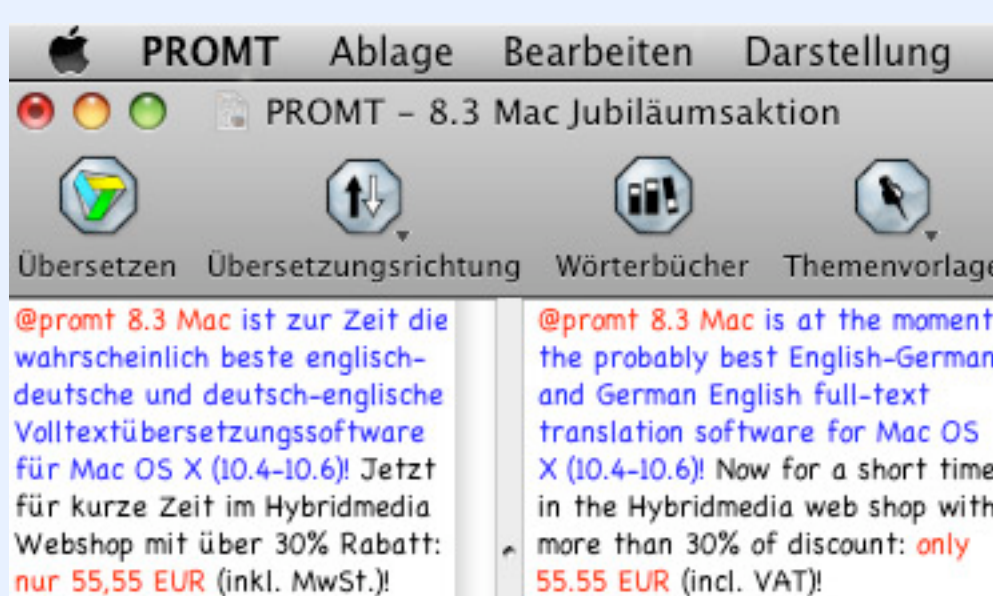 PROMT Ablage Bearbeiten Darstellung
PROMT – 8.3 Mac Jubiläumsaktion
Übersetzen Übersetzungsrichtung Wörterbücher Themenvorlage
@promt 8.3 Mac ist zur Zeit die
wahrscheinlich beste englisch-
deutsche und deutsch-englische
Volltextübersetzungssoftware
für Mac OS X (10.4-10.6)! Jetzt
für kurze Zeit im Hybridmedia
Webshop mit über 30% Rabatt:
nur 55,55 EUR (inkl. MwSt.)!
@promt 8.3 Mac is at the moment
the probably best English-German
and German English full-text
translation software for Mac OS
X (10.4-10.6)! Now for a short time
in the Hybridmedia web shop with
more than 30% of discount: only
55.55 EUR (incl. VAT)!